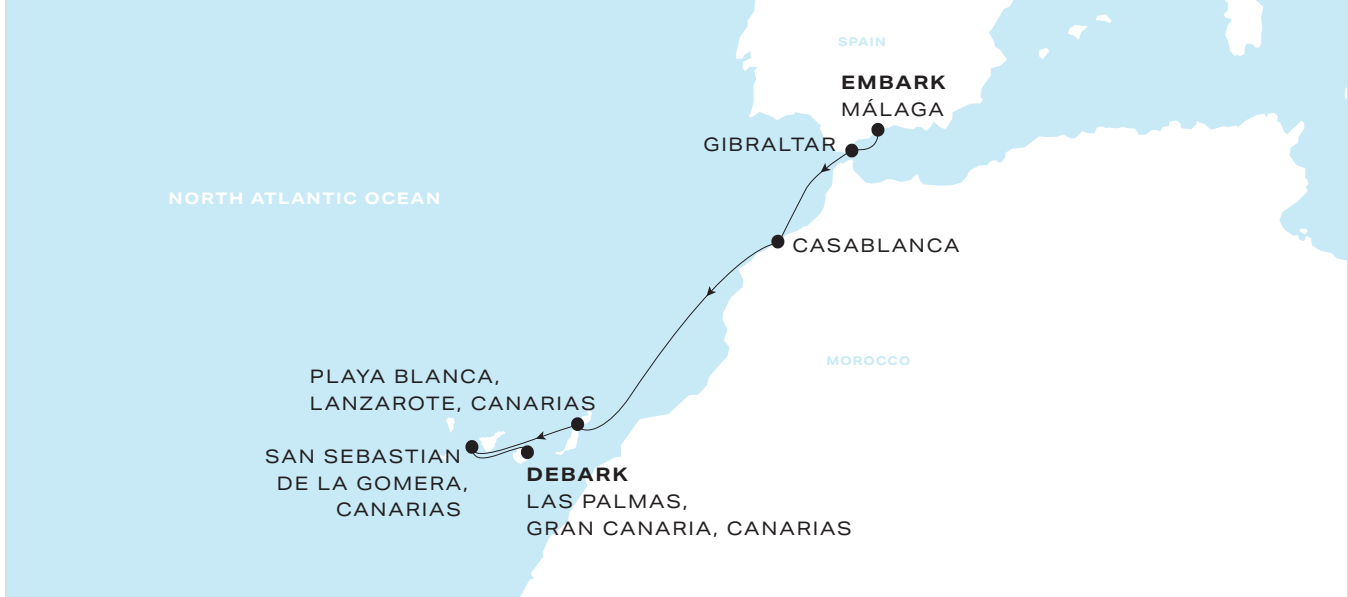 SPAIN
EMBARK
MÁLAGA
GIBRALTAR
NORTH ATLANTIC OCEAN
CASABLANCA
MOROCCO
PLAYA BLANCA,
LANZAROTE, CANARIAS
SAN SEBASTIAN
DE LA GOMERA,
CANARIAS
DEBARK
LAS PALMAS,
GRAN CANARIA, CANARIAS